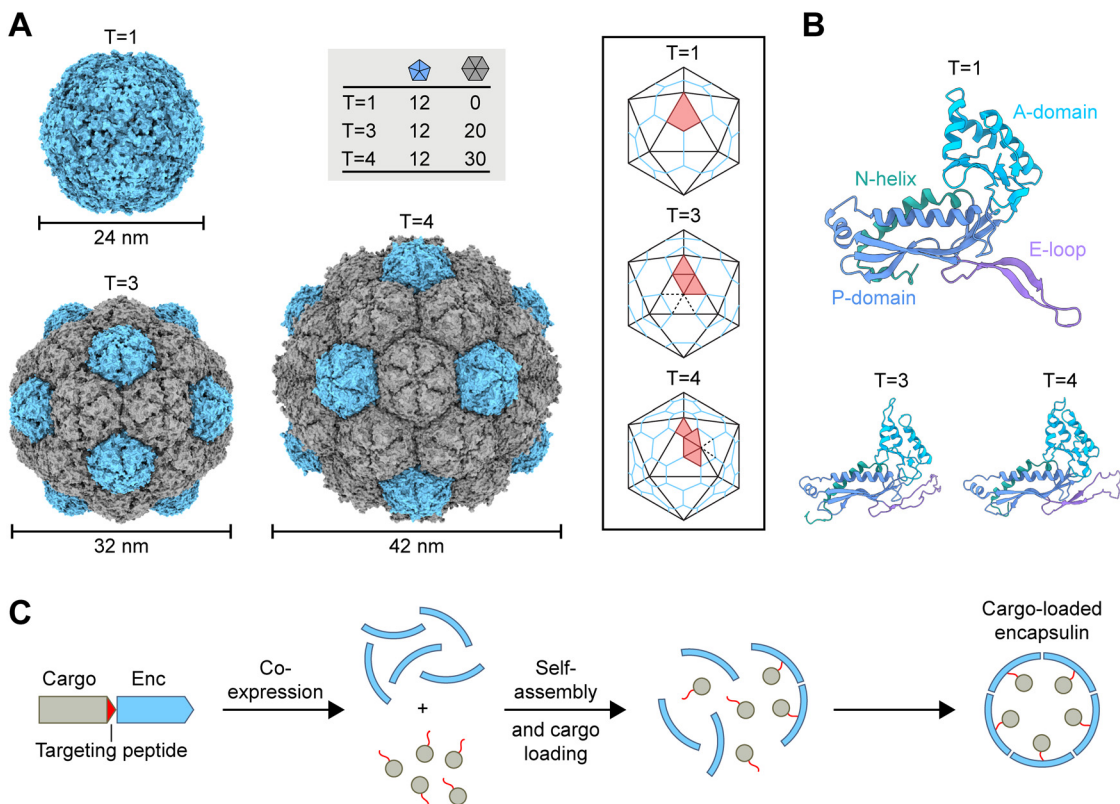 A
T=1
24 nm
T=1 12 0
T=3 12 20
T=4 12 30
T=3
32 nm
T=4
42 nm
T=1
T=3
T=4
B
T=1
A-domain
N-helix
E-loop
P-domain
T=3
T=4
C
Cargo
Enc
Targeting peptide
Co-
expression
+
Self-
assembly
and cargo
loading
Cargo-loaded
encapsulin